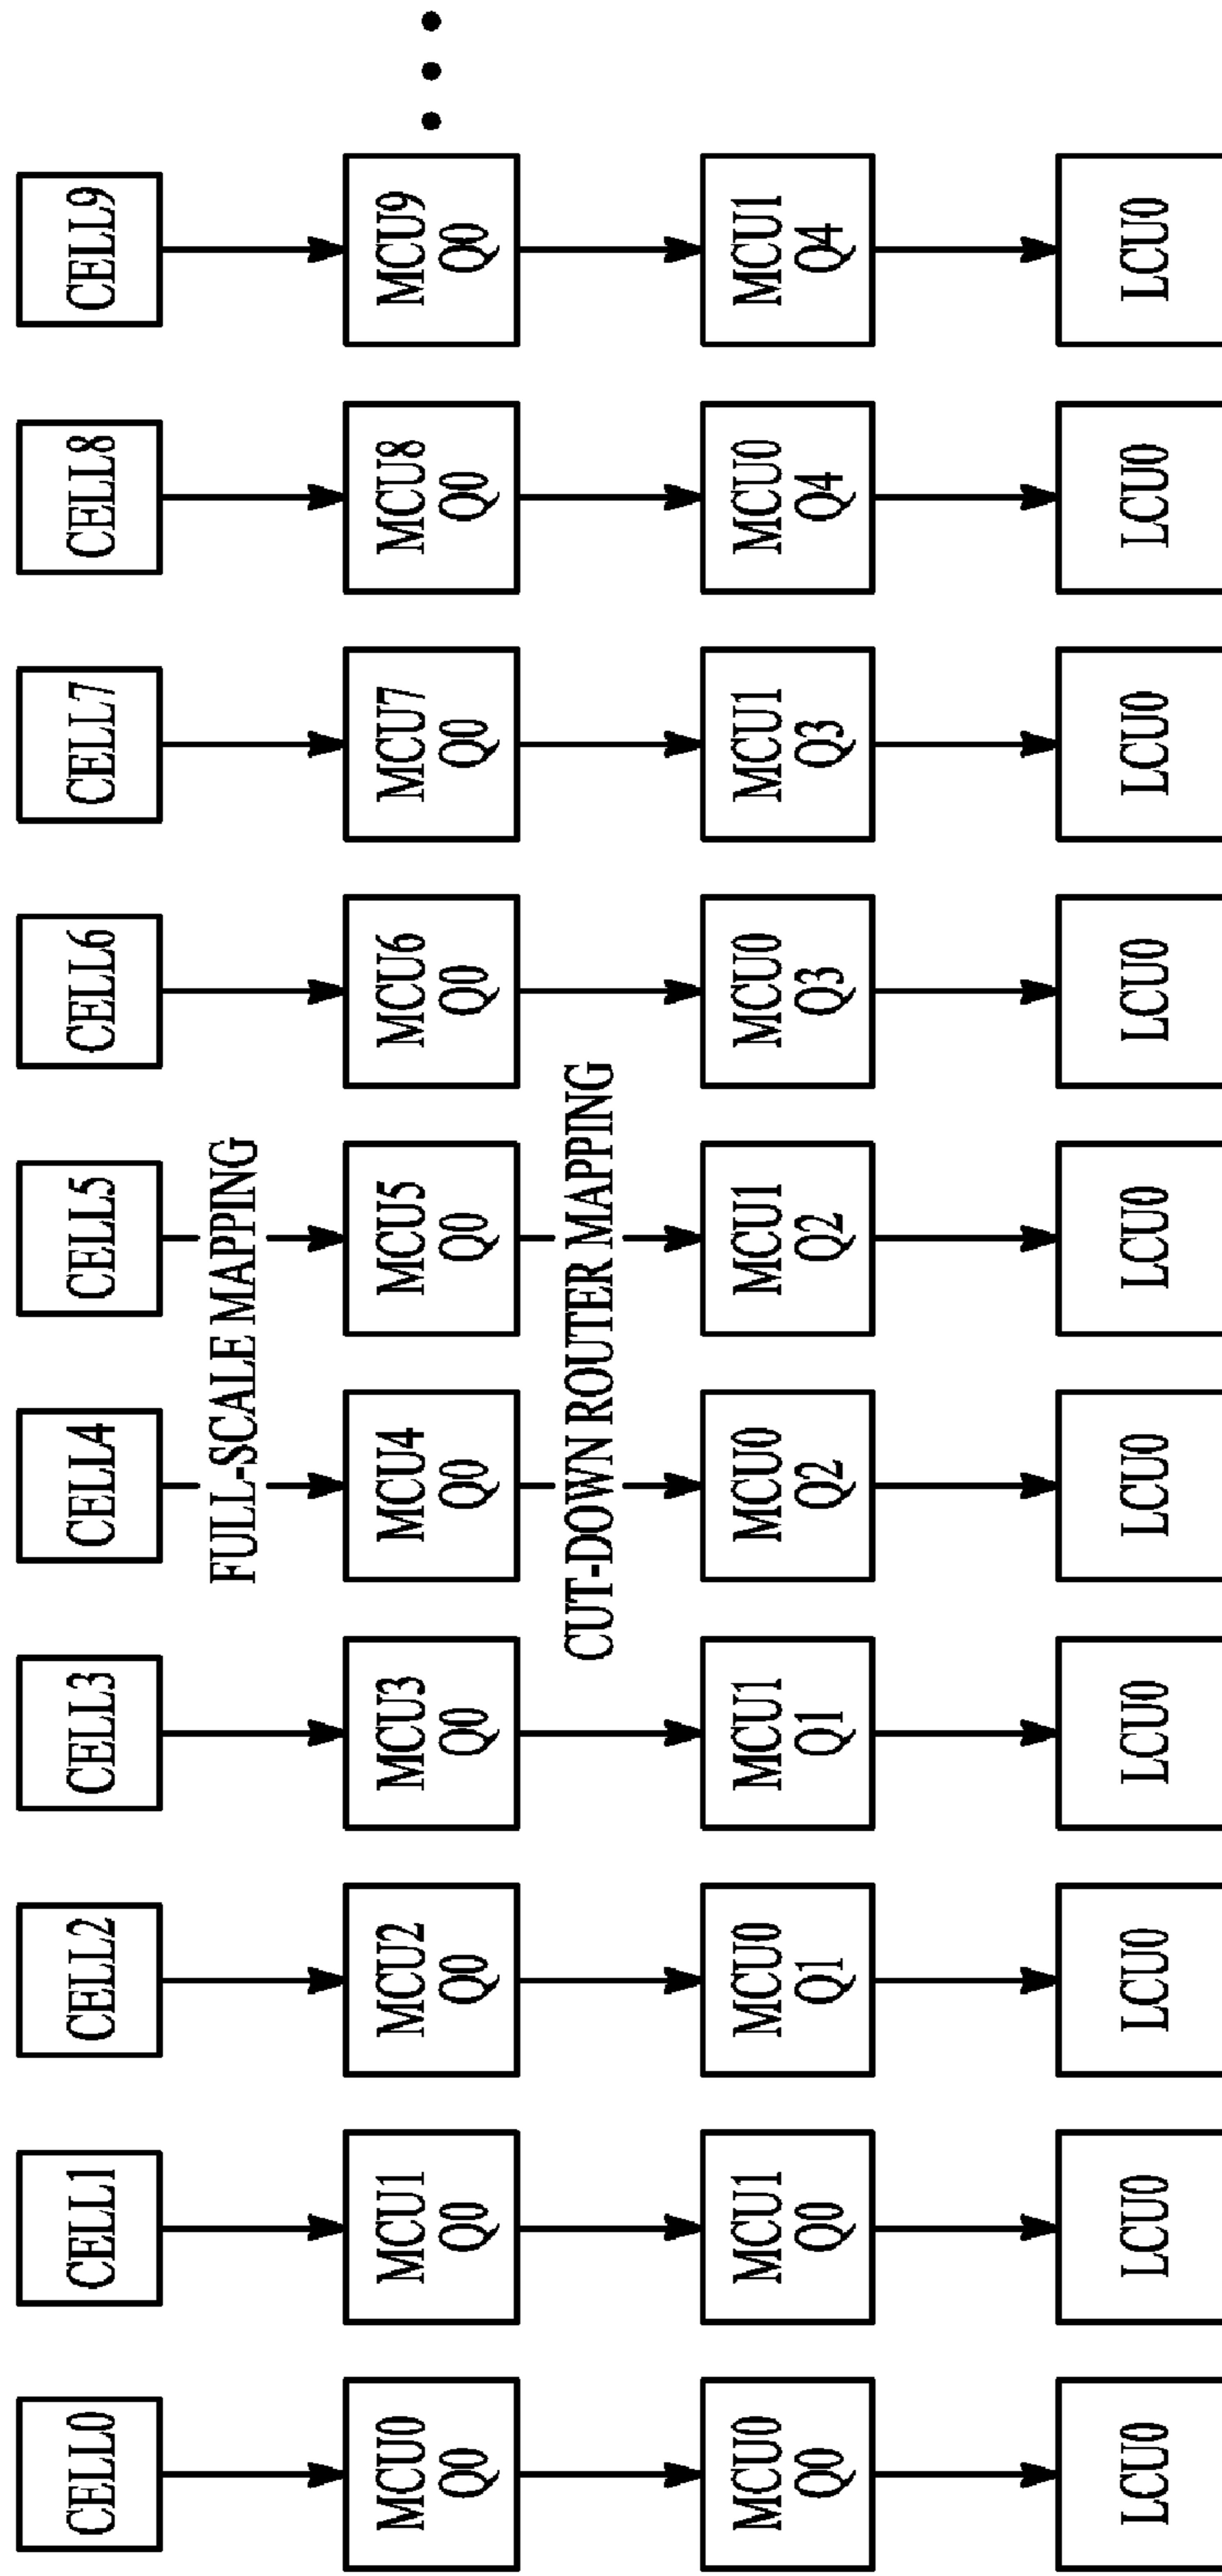 CELL0
CELL1
CELL2
CELL3
CELL4
CELL5
CELL6
CELL7
CELL8
CELL9
FULL-SCALE MAPPING
MCU0
Q0
MCU1
Q0
MCU2
Q0
MCU3
Q0
MCU4
Q0
MCU5
Q0
MCU6
Q0
MCU7
Q0
MCU8
Q0
MCU9
Q0
CUT-DOWN ROUTER MAPPING
MCU0
Q0
MCU1
Q0
MCU0
Q1
MCU1
Q1
MCU0
Q2
MCU1
Q2
MCU0
Q3
MCU1
Q3
MCU0
Q4
MCU1
Q4
LCU0
LCU0
LCU0
LCU0
LCU0
LCU0
LCU0
LCU0
LCU0
LCU0